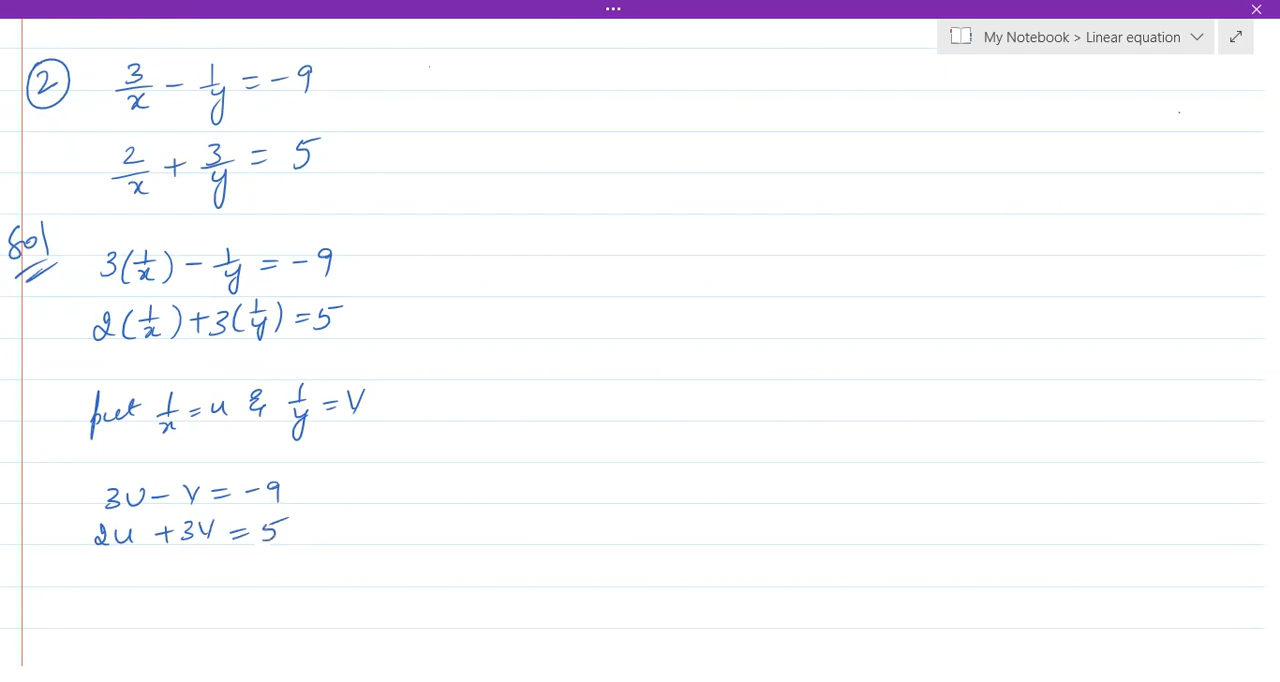 ...
My Notebook > Linear equation
② 3/x - 1/y = -9
2/x + 3/y = 5
Sol
3(1/x) - 1/y = -9
2(1/x) + 3(1/y) = 5
put 1/x = u & 1/y = V
3U - V = -9
2u + 3V = 5